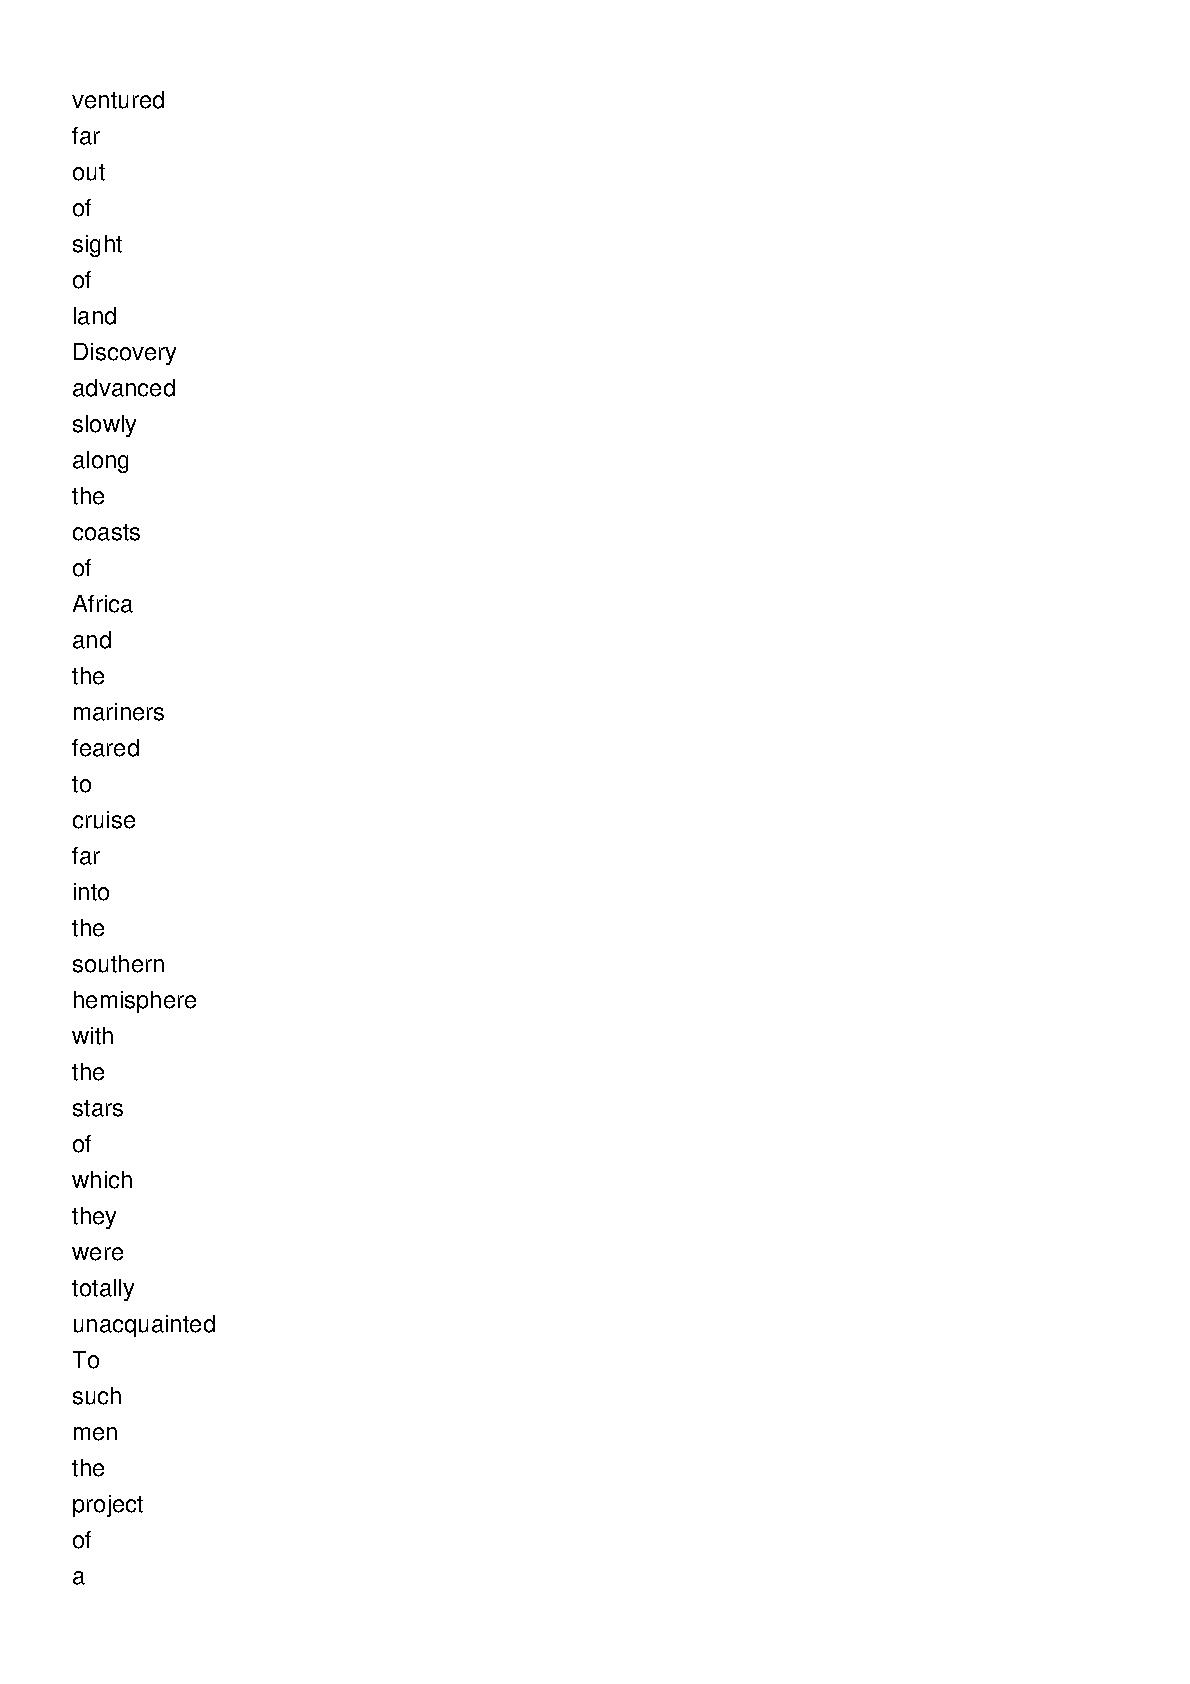 ventured
far
out
of
sight
of
land
Discovery
advanced
slowly
along
the
coasts
of
Africa
and
the
mariners
feared
to
cruise
far
into
the
southern
hemisphere
with
the
stars
of
which
they
were
totally
unacquainted
To
such
men
the
project
of
a